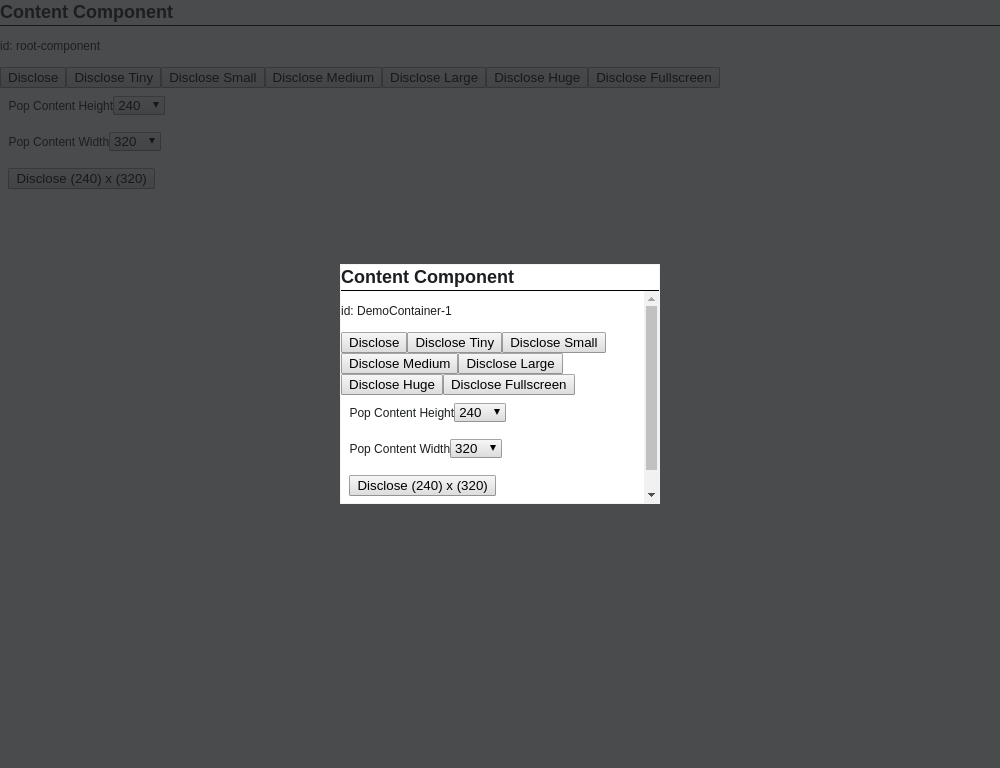 Content Component
id: root-component
Disclose Disclose Tiny Disclose Small Disclose Medium Disclose Large Disclose Huge Disclose Fullscreen
Pop Content Height 240
Pop Content Width 320
Disclose (240) x (320)
Content Component
id: DemoContainer-1
Disclose Disclose Tiny Disclose Small
Disclose Medium Disclose Large
Disclose Huge Disclose Fullscreen
Pop Content Height 240
Pop Content Width 320
Disclose (240) x (320)